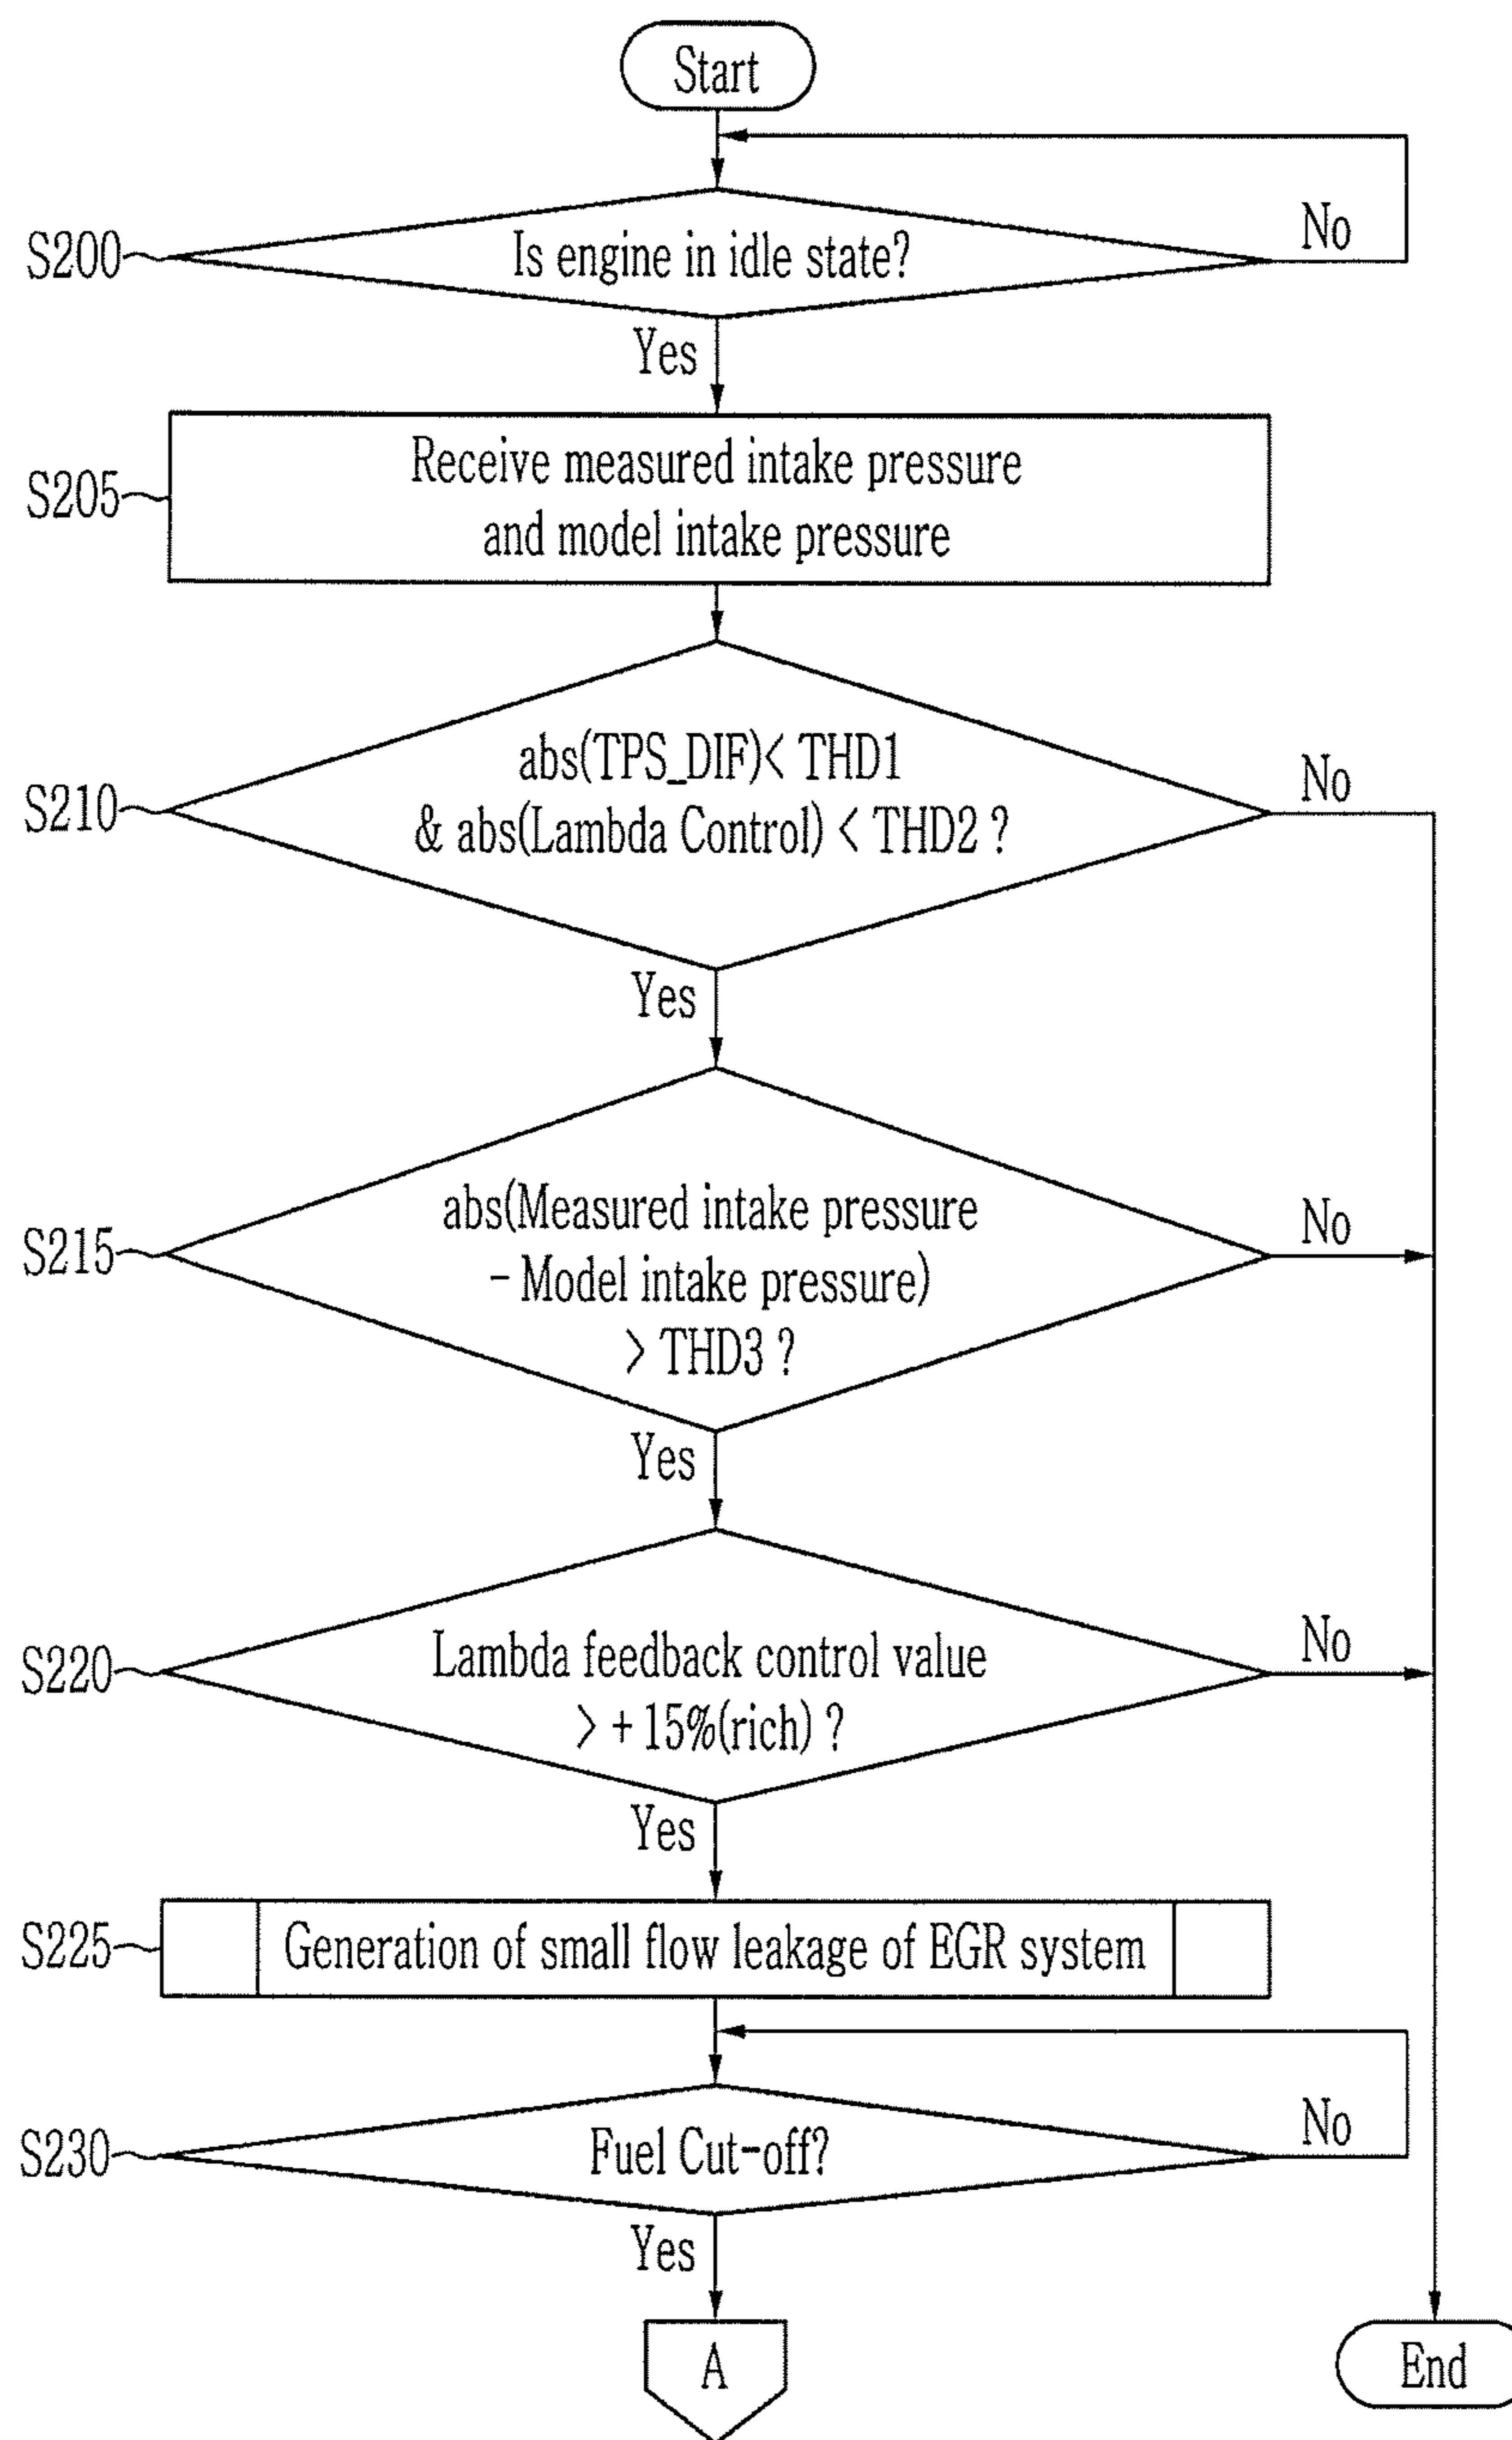 Start
S200
Is engine in idle state?
No
Yes
S205
Receive measured intake pressure
and model intake pressure
S210
abs(TPS_DIF)< THD1
& abs(Lambda Control) < THD2 ?
No
Yes
S215
abs(Measured intake pressure
- Model intake pressure)
> THD3 ?
No
Yes
S220
Lambda feedback control value
> + 15%(rich) ?
No
Yes
S225
Generation of small flow leakage of EGR system
S230
Fuel Cut-off?
No
Yes
A
End